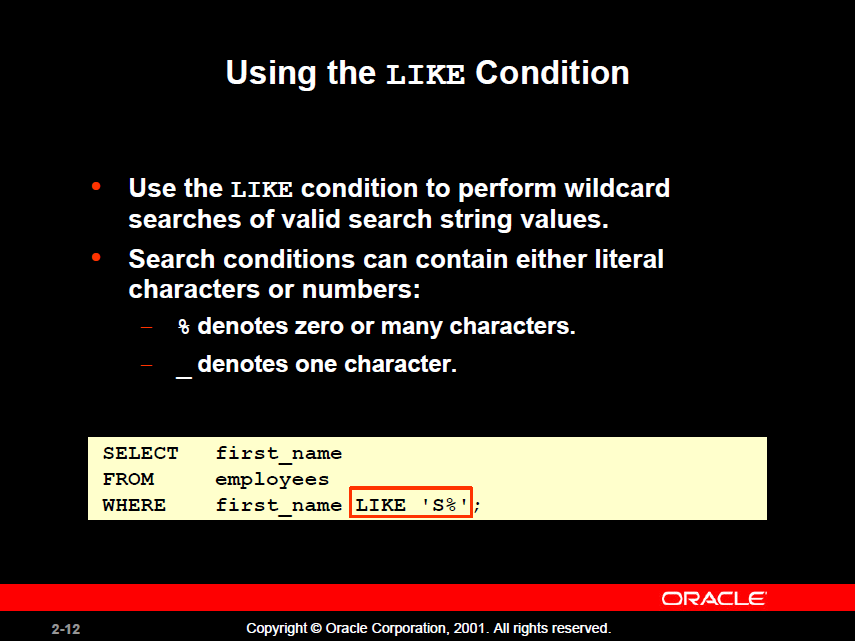 Using the LIKE Condition
• Use the LIKE condition to perform wildcard
searches of valid search string values.
• Search conditions can contain either literal
characters or numbers:
– % denotes zero or many characters.
– _ denotes one character.
SELECT first_name
FROM employees
WHERE first_name LIKE 'S%';
ORACLE
2-12 Copyright © Oracle Corporation, 2001. All rights reserved.